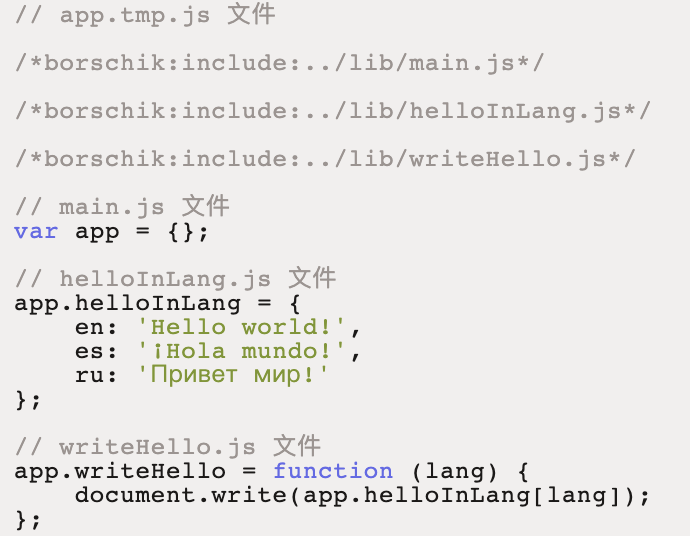 // app.tmp.js 文件
/*borschik:include:../lib/main.js*/
/*borschik:include:../lib/helloInLang.js*/
/*borschik:include:../lib/writeHello.js*/
// main.js 文件
var app = {};
// helloInLang.js 文件
app.helloInLang = {
    en: 'Hello world!',
    es: '¡Hola mundo!',
    ru: 'Привет мир!'
};
// writeHello.js 文件
app.writeHello = function (lang) {
    document.write(app.helloInLang[lang]);
};